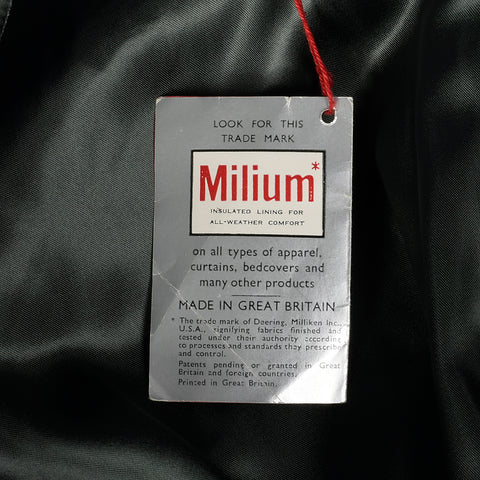 LOOK FOR THIS
TRADE MARK
Milium*
INSULATED LINING FOR
ALL-WEATHER COMFORT
on all types of apparel,
curtains, bedcovers and
many other products
MADE IN GREAT BRITAIN
* The trade mark of Deering, Milliken Inc.,
U.S.A., signifying fabrics finished and
tested under their authority according
to processes and standards they prescribe
and control.
Patents pending or granted in Great
Britain and foreign countries.
Printed in Great Britain.